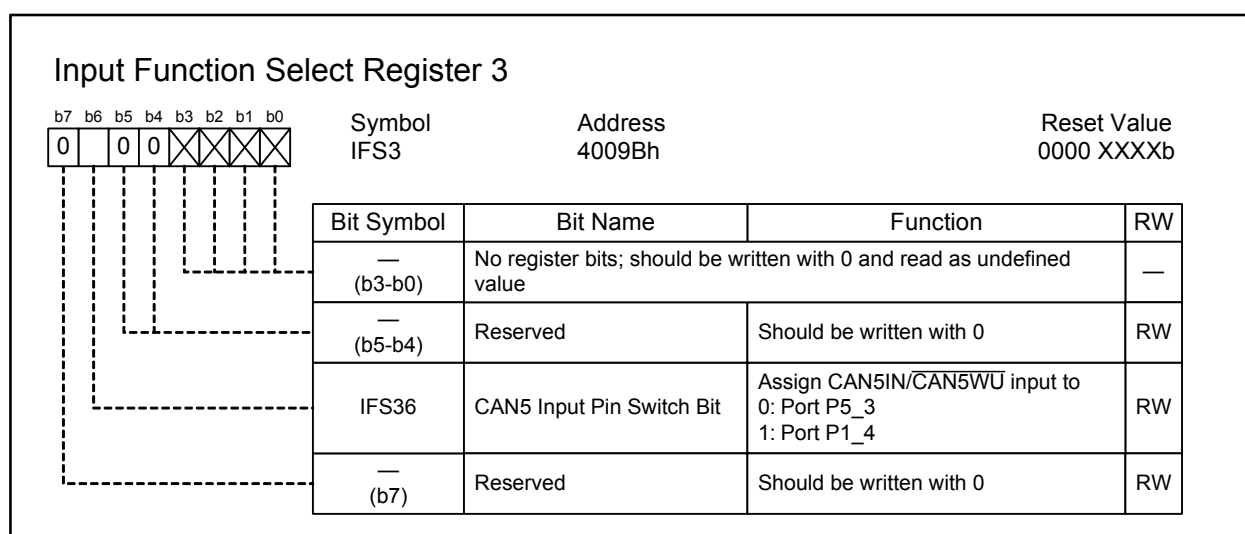 Input Function Select Register 3
b7 b6 b5 b4 b3 b2 b1 b0
0 0 0
Symbol Address Reset Value
IFS3 4009Bh 0000 XXXXb
Bit Symbol Bit Name Function RW
—
(b3-b0)
No register bits; should be written with 0 and read as undefined
value
—
—
(b5-b4)
Reserved Should be written with 0 RW
IFS36 CAN5 Input Pin Switch Bit
Assign CAN5IN/CAN5WU input to
0: Port P5_3
1: Port P1_4
RW
—
(b7)
Reserved Should be written with 0 RW